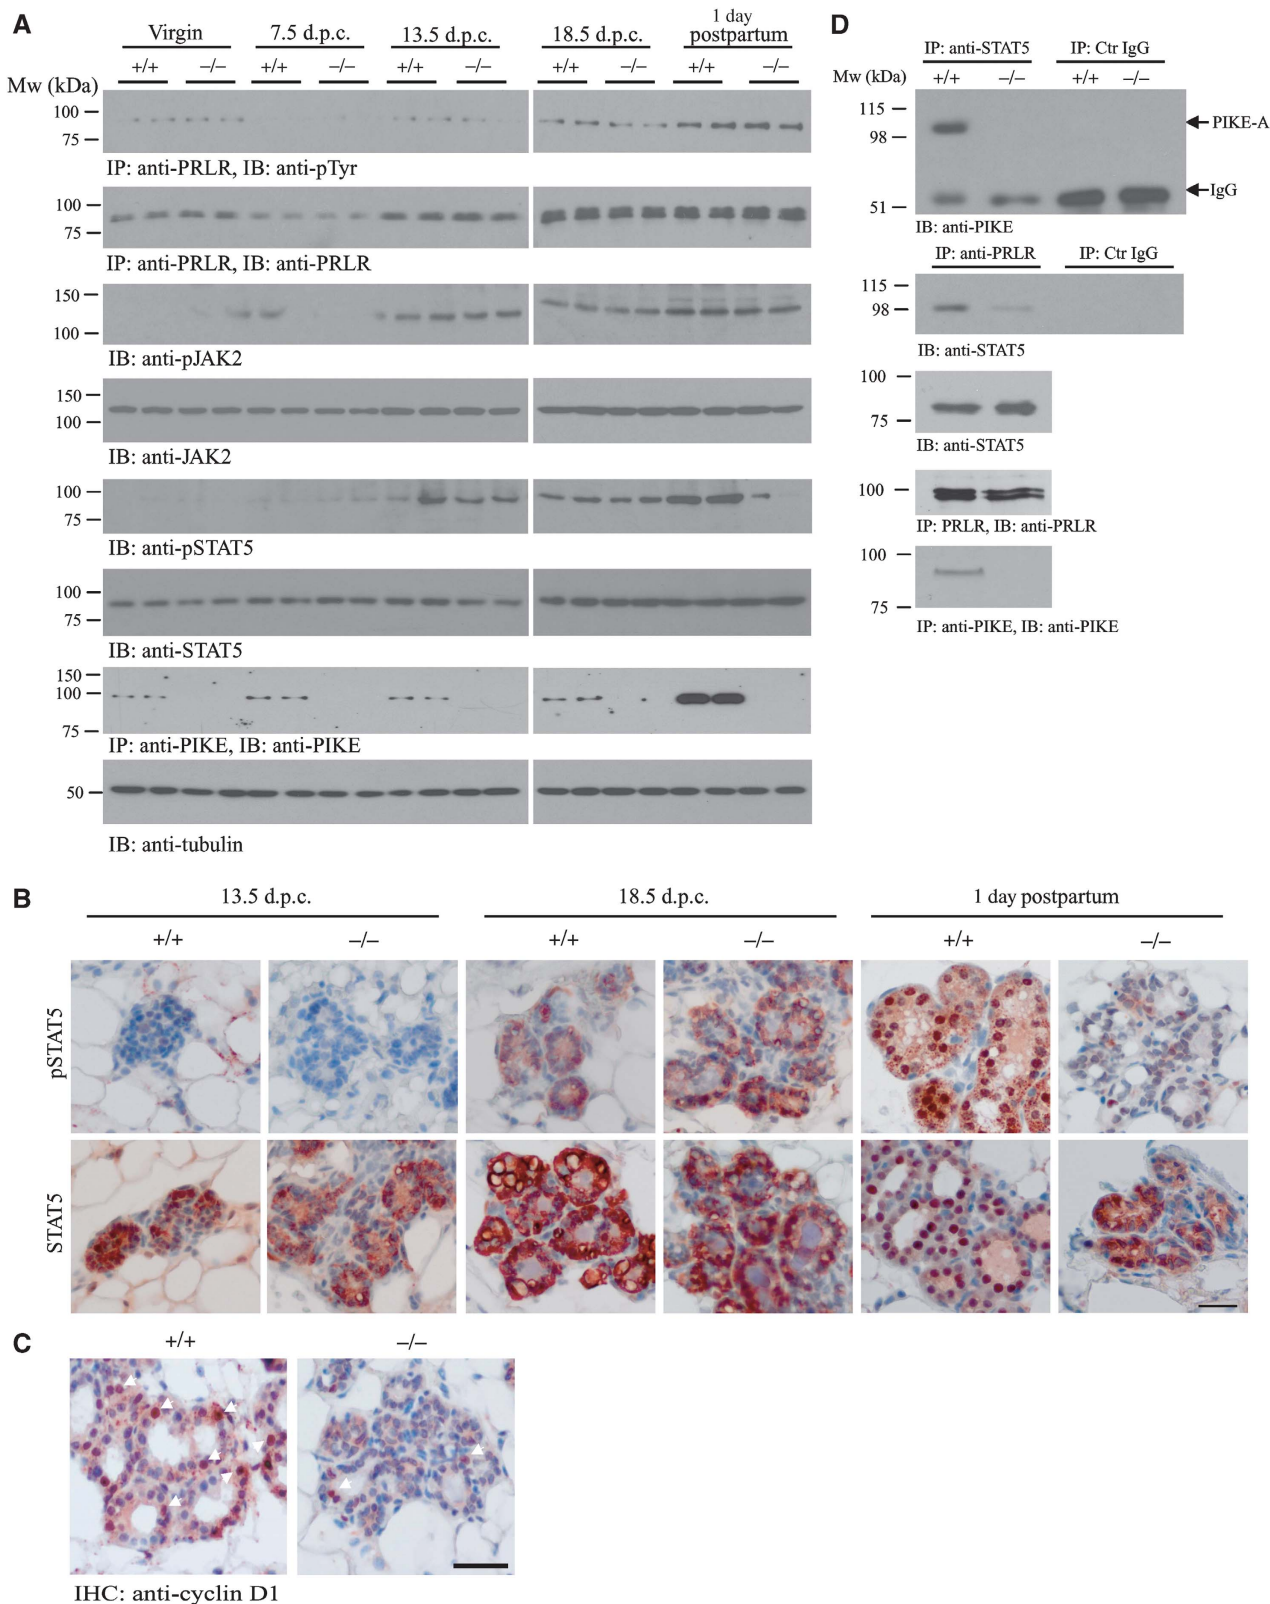 A
Virgin 7.5 d.p.c. 13.5 d.p.c. 18.5 d.p.c. 1 day postpartum
+/+ –/– +/+ –/– +/+ –/– +/+ –/– +/+ –/–
Mw (kDa)
100
75
IP: anti-PRLR, IB: anti-pTyr
100
75
IP: anti-PRLR, IB: anti-PRLR
150
100
IB: anti-pJAK2
150
100
IB: anti-JAK2
100
75
IB: anti-pSTAT5
100
75
IB: anti-STAT5
150
100
75
IP: anti-PIKE, IB: anti-PIKE
50
IB: anti-tubulin
D
IP: anti-STAT5 IP: Ctr IgG
Mw (kDa) +/+ –/– +/+ –/–
115
98
51
PIKE-A
IgG
IB: anti-PIKE
IP: anti-PRLR IP: Ctr IgG
115
98
IB: anti-STAT5
100
75
IB: anti-STAT5
100
IP: PRLR, IB: anti-PRLR
100
75
IP: anti-PIKE, IB: anti-PIKE
B
13.5 d.p.c. 18.5 d.p.c. 1 day postpartum
+/+ –/– +/+ –/– +/+ –/–
pSTAT5
STAT5
C
+/+ –/–
IHC: anti-cyclin D1